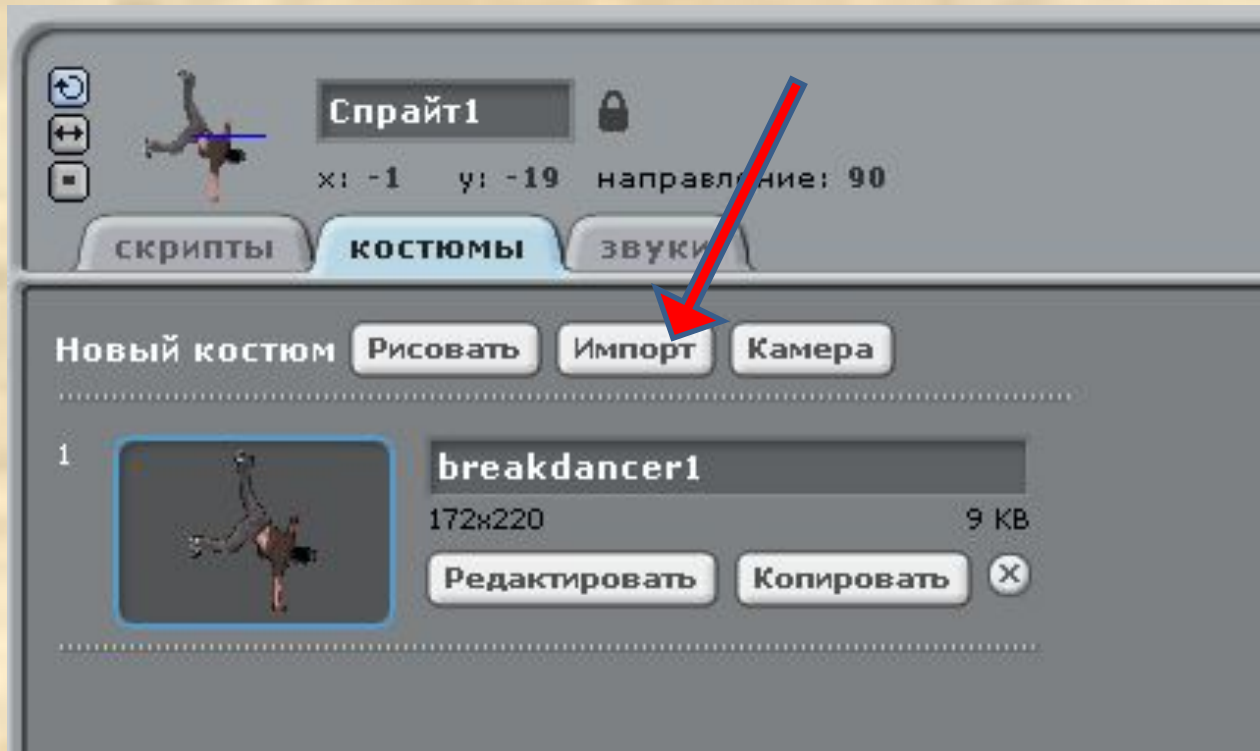 Спрайт1
x: -1 y: -19 направление: 90
скрипты костюмы звуки
Новый костюм Рисовать Импорт Камера
1 breakdancer1
172x220 9 KB
Редактировать Копировать